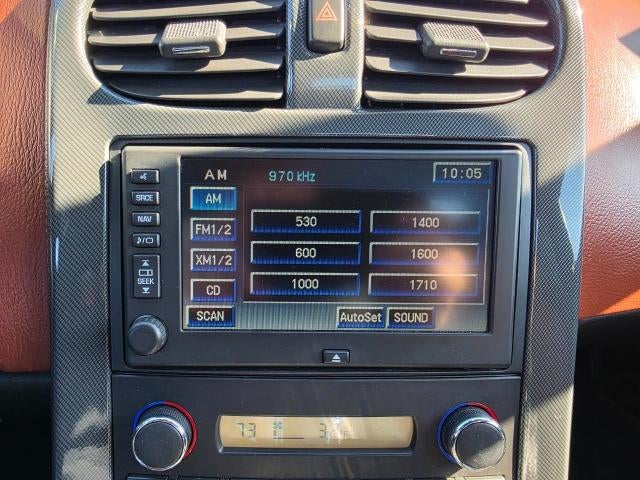 AM 970 kHz 10:05
SRCE
NAV
SEEK
AM
FM1/2
XM1/2
CD
SCAN
530 1400
600 1600
1000 1710
AutoSet SOUND
73